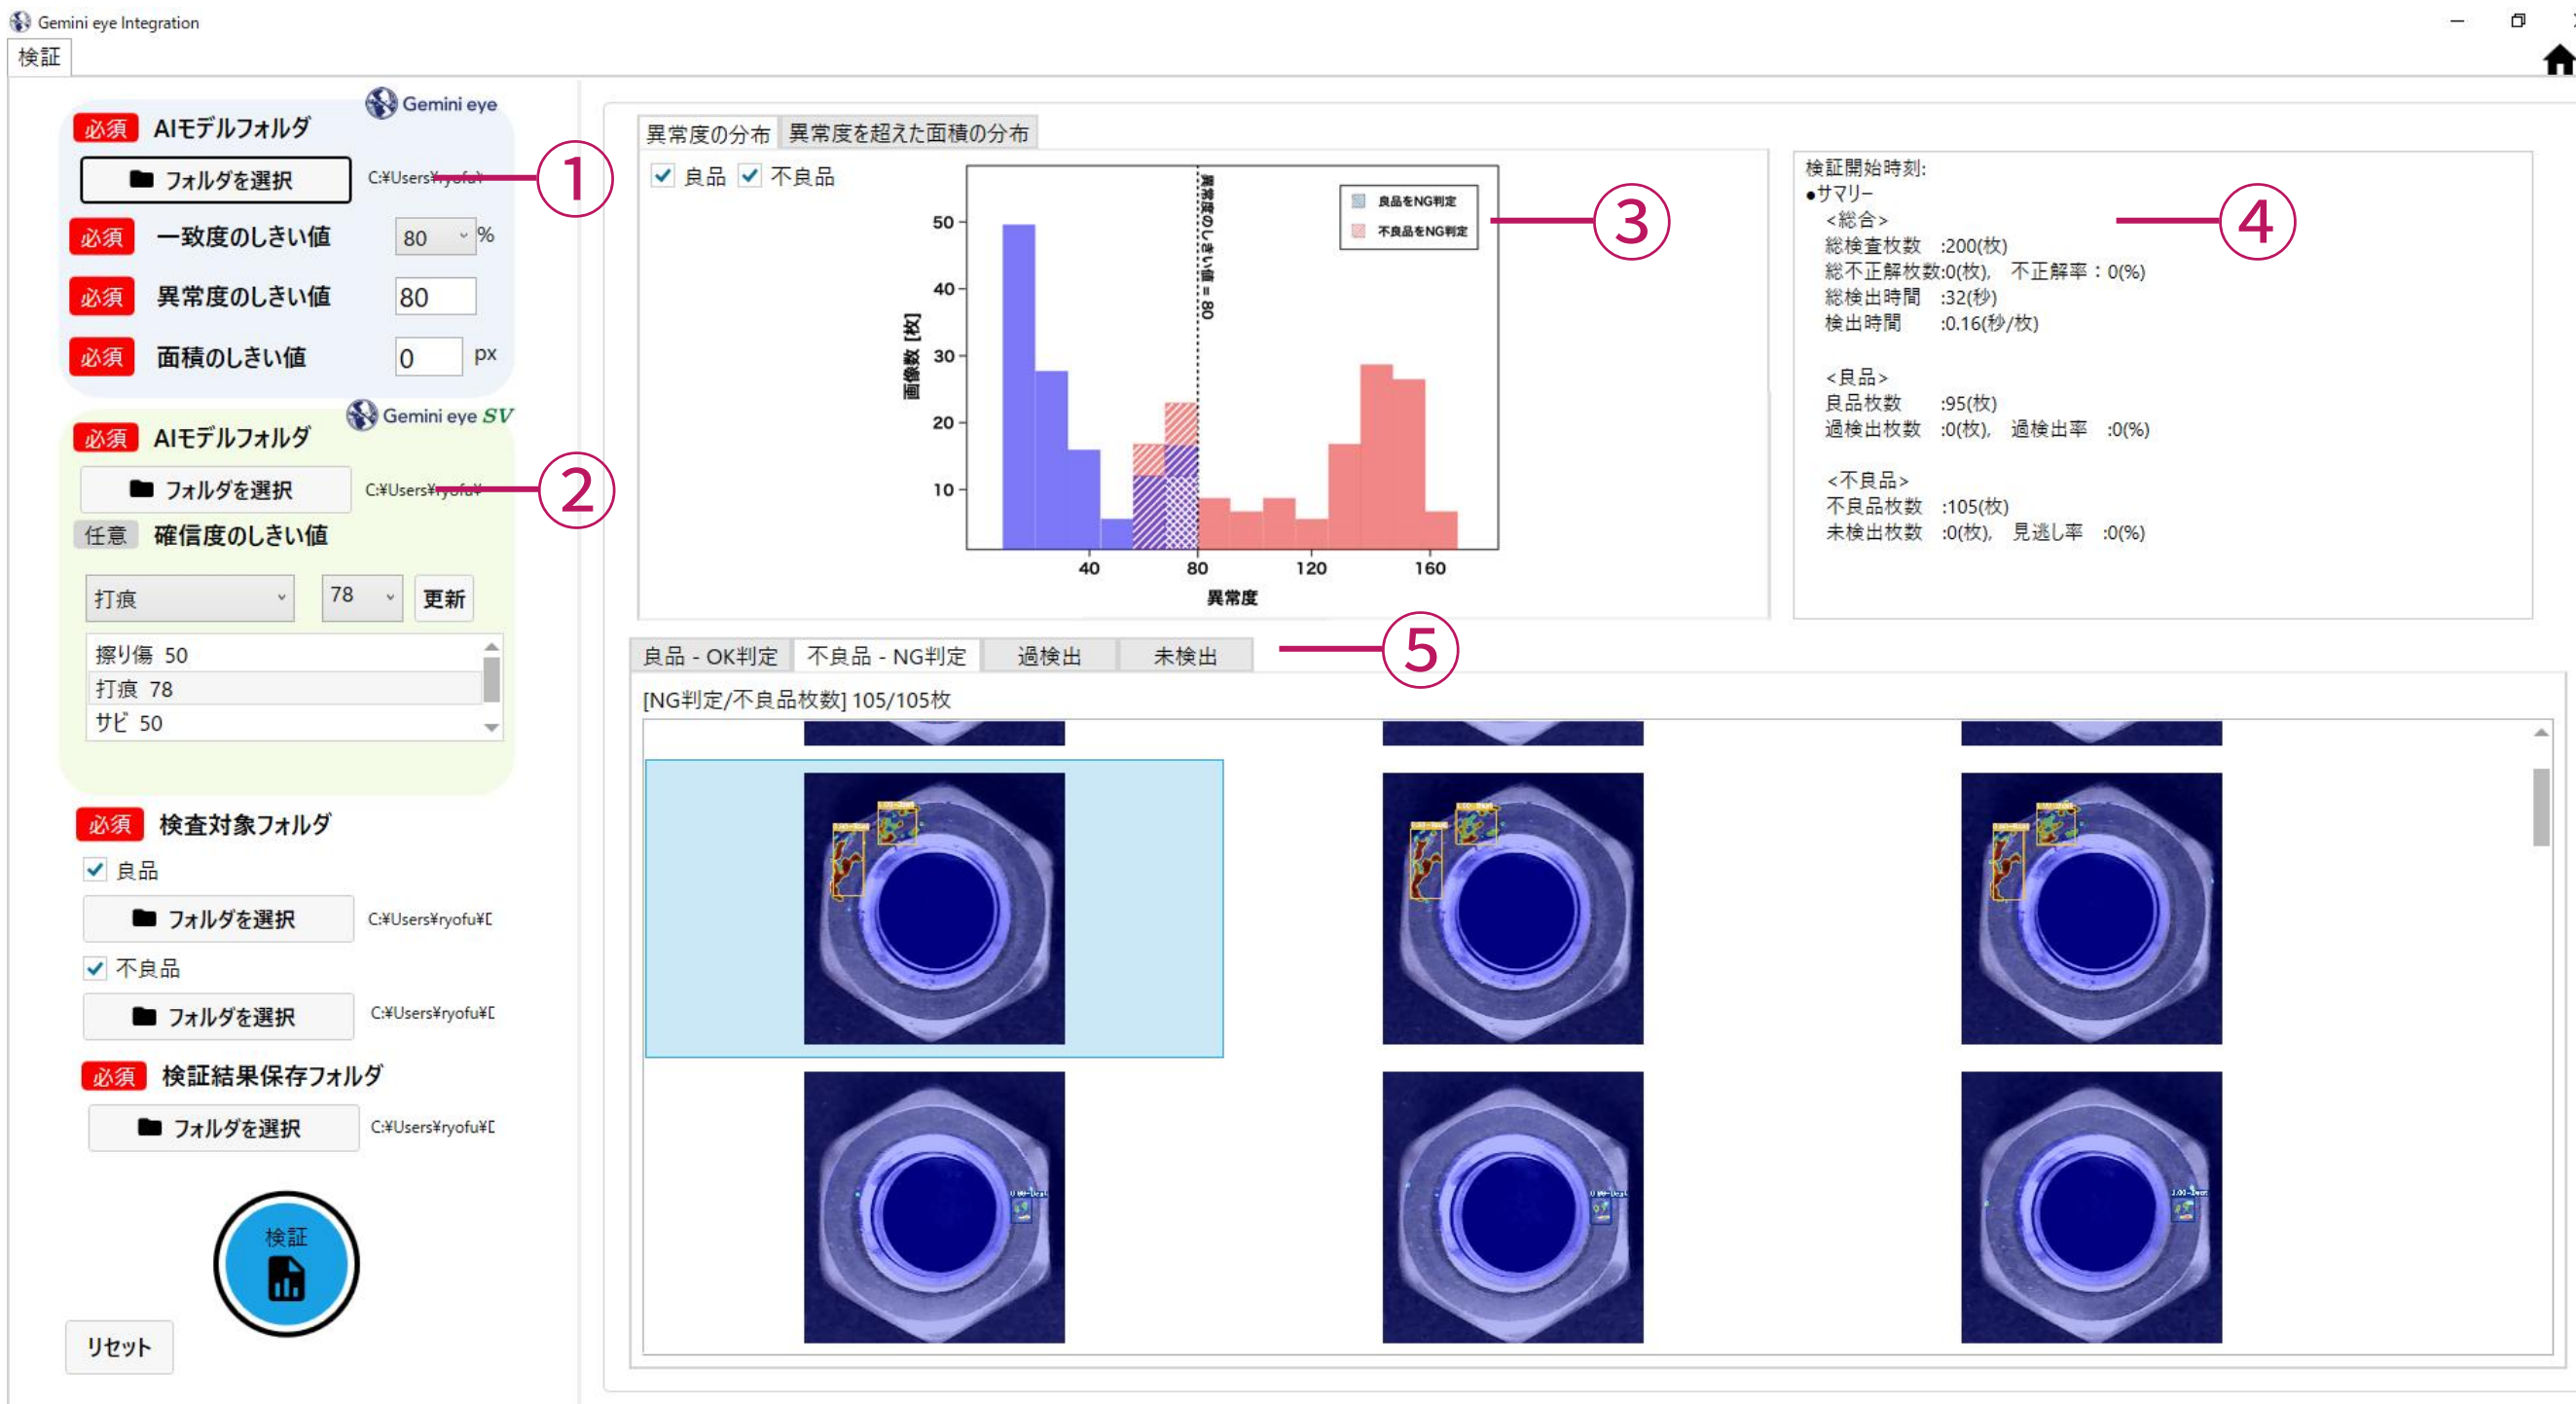 Gemini eye Integration
検証
Gemini eye
必須 AIモデルフォルダ
フォルダを選択 C:¥Users¥ryofu¥
①
必須 一致度のしきい値 80 %
必須 異常度のしきい値 80
必須 面積のしきい値 0 px
Gemini eye SV
必須 AIモデルフォルダ
フォルダを選択 C:¥Users¥ryofu¥
②
任意 確信度のしきい値
打痕 78 更新
擦り傷 50
打痕 78
サビ 50
必須 検査対象フォルダ
良品
フォルダを選択 C:¥Users¥ryofu¥D
不良品
フォルダを選択 C:¥Users¥ryofu¥D
必須 検証結果保存フォルダ
フォルダを選択 C:¥Users¥ryofu¥D
検証
リセット
異常度の分布 異常度を超えた面積の分布
良品 不良品
異常度のしきい値 = 80
良品をNG判定
不良品をNG判定
③
画像数 [枚]
50
40
30
20
10
40 80 120 160
異常度
検証開始時刻:
●サマリー
<総合>
総検査枚数 :200(枚)
総不正解枚数:0(枚), 不正解率：0(%)
総検出時間 :32(秒)
検出時間 :0.16(秒/枚)
<良品>
良品枚数 :95(枚)
過検出枚数 :0(枚), 過検出率 :0(%)
<不良品>
不良品枚数 :105(枚)
未検出枚数 :0(枚), 見逃し率 :0(%)
④
良品 - OK判定 不良品 - NG判定 過検出 未検出
⑤
[NG判定/不良品枚数] 105/105枚